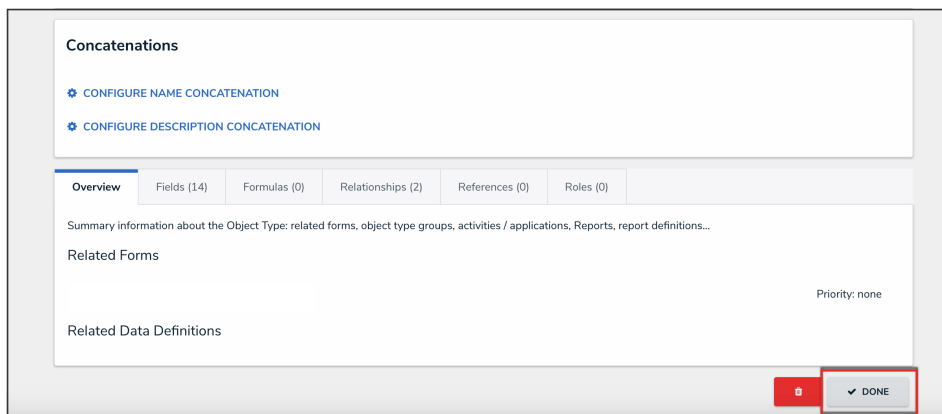 Concatenations
CONFIGURE NAME CONCATENATION
CONFIGURE DESCRIPTION CONCATENATION
Overview Fields (14) Formulas (0) Relationships (2) References (0) Roles (0)
Summary information about the Object Type: related forms, object type groups, activities / applications, Reports, report definitions...
Related Forms
Priority: none
Related Data Definitions
DONE